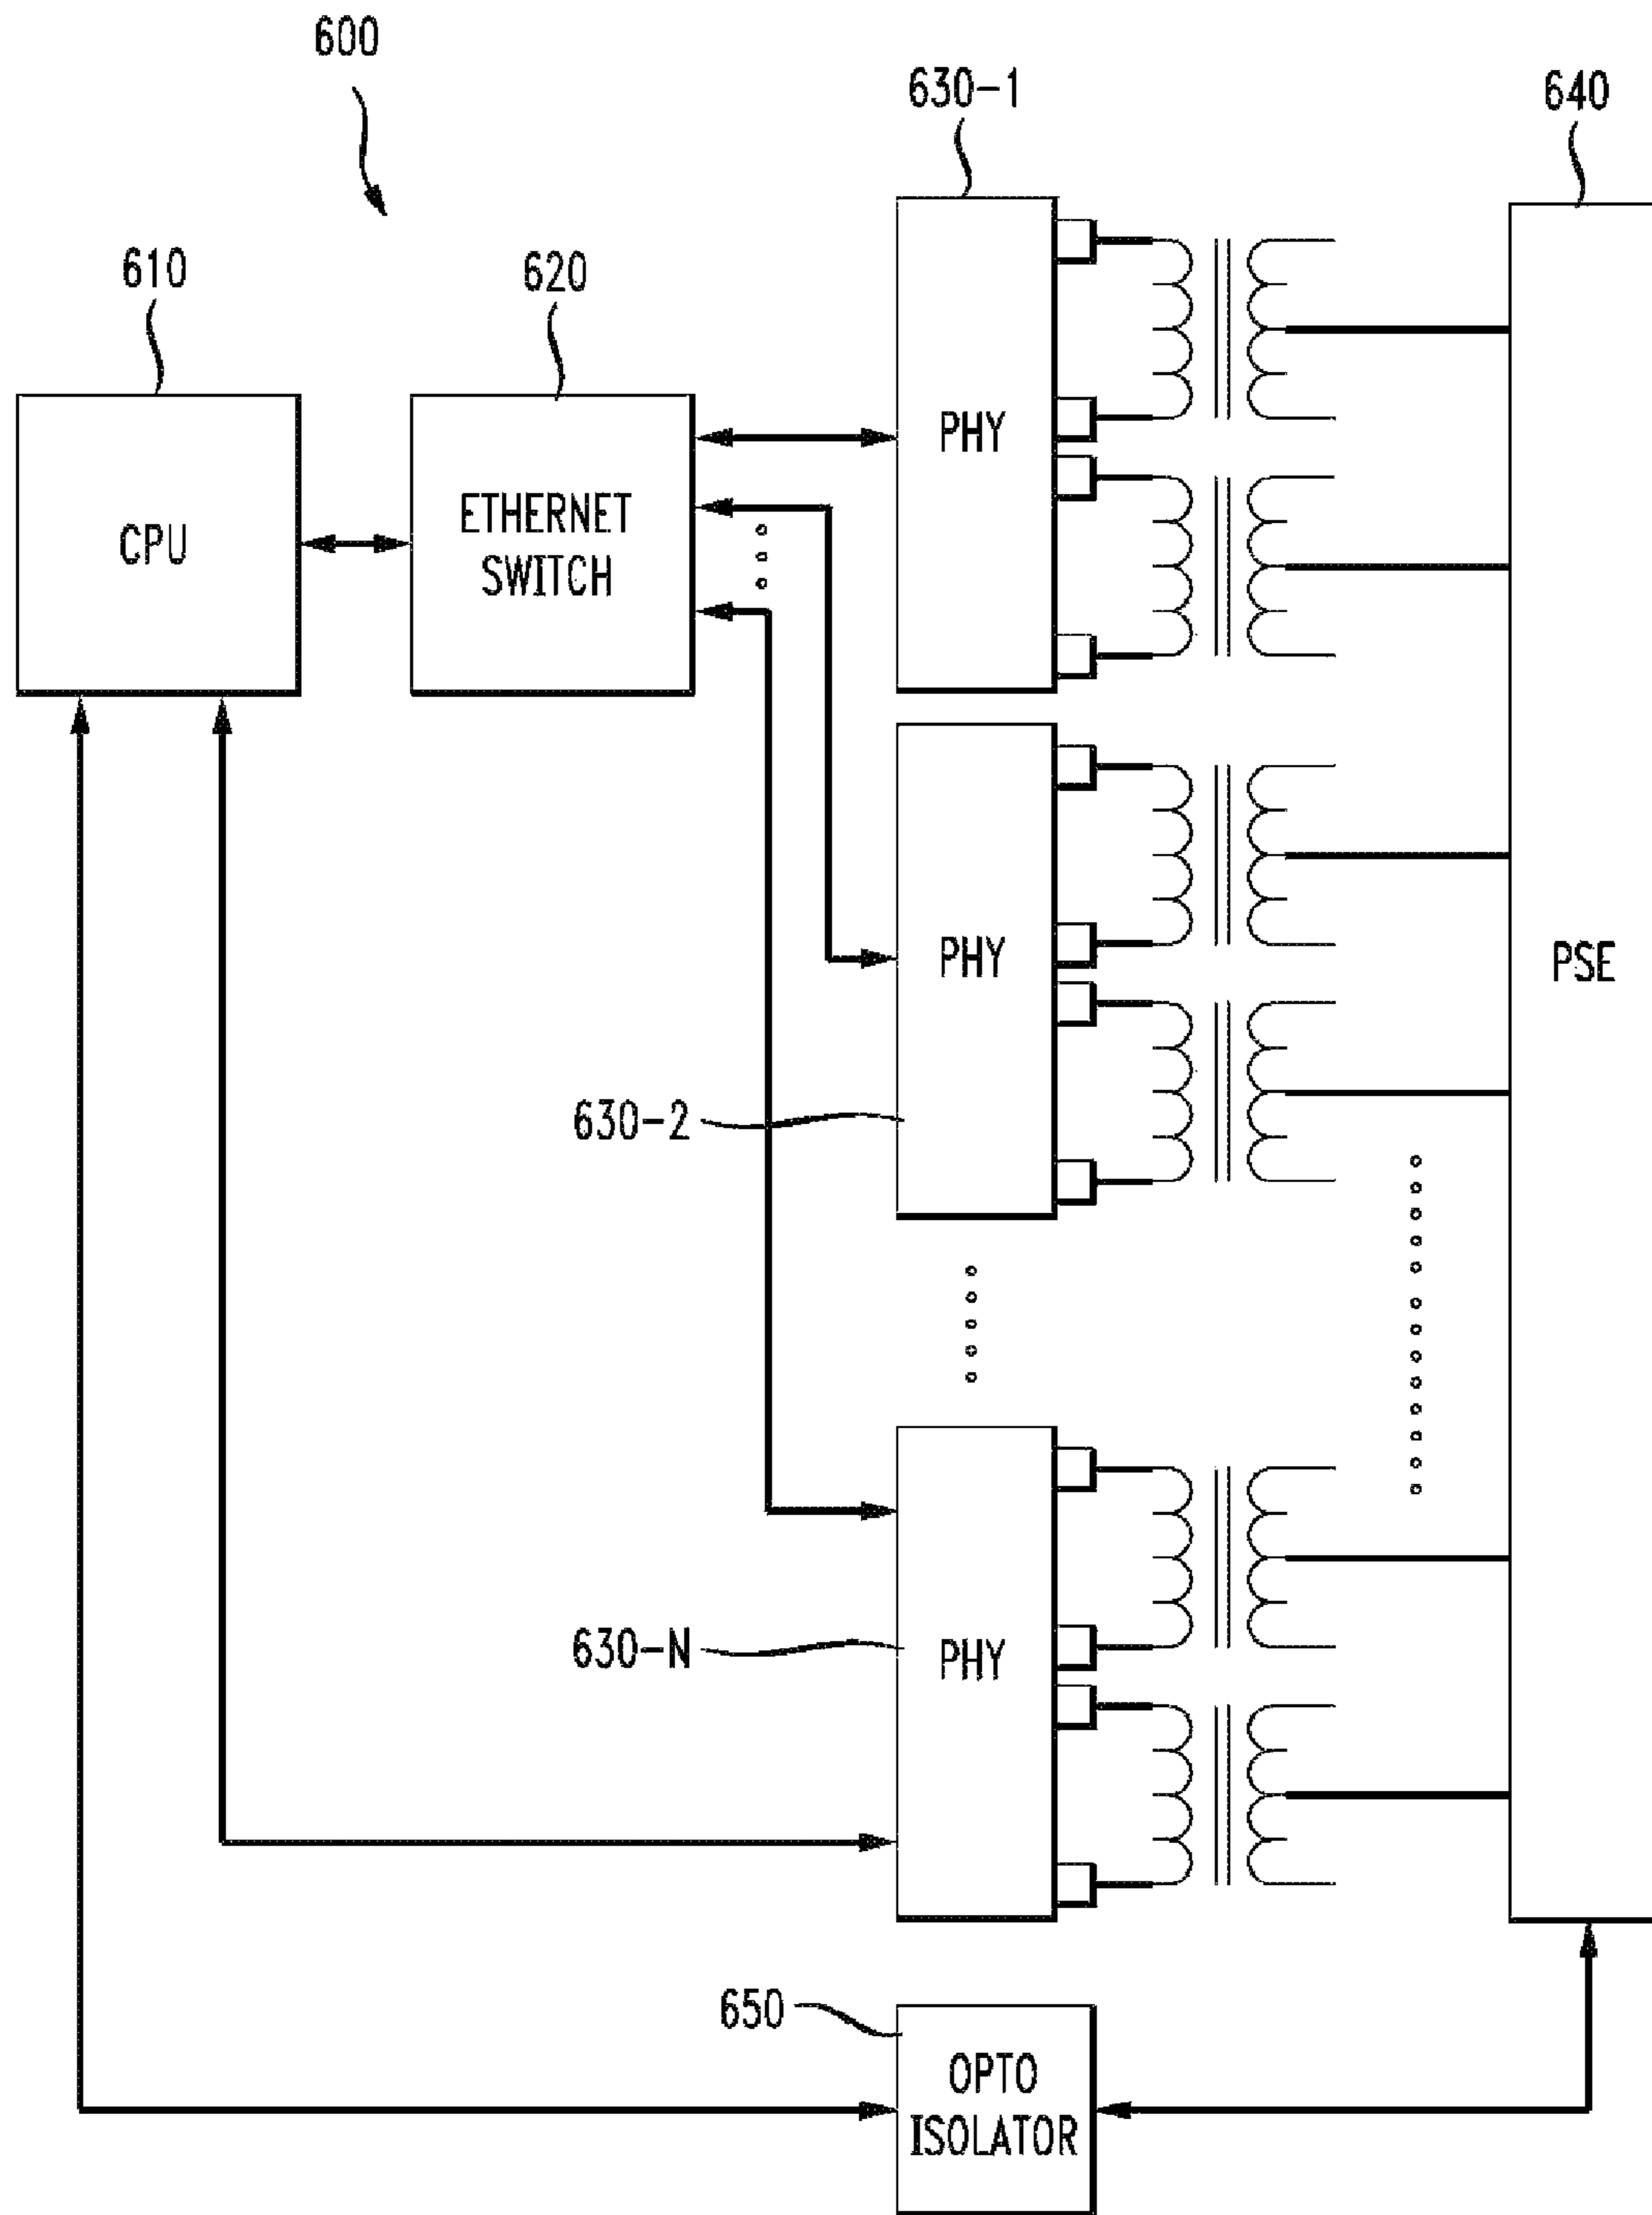 600
630-1
640
610
620
CPU
ETHERNET
SWITCH
PHY
PHY
PSE
630-2
630-N
PHY
650
OPTO
ISOLATOR